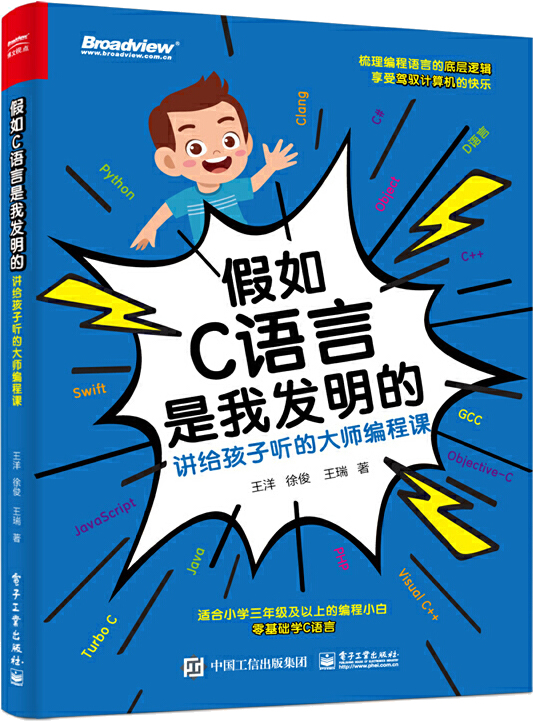 Broadview®
www.broadview.com.cn
梳理编程语言的底层逻辑
享受驾驭计算机的快乐
Clang
C#
D语言
Python
Object
C++
假如
C语言
是我发明的
讲给孩子听的大师编程课
王洋 徐俊 王瑞 著
Swift
GCC
Objective-C
JavaScript
Java
PHP
Visual C++
Turbo C
适合小学三年级及以上的编程小白
零基础学C语言
中国工信出版集团
电子工业出版社
博文视点
假如C语言是我发明的
讲给孩子听的大师编程课
王洋 徐俊 王瑞 著
电子工业出版社